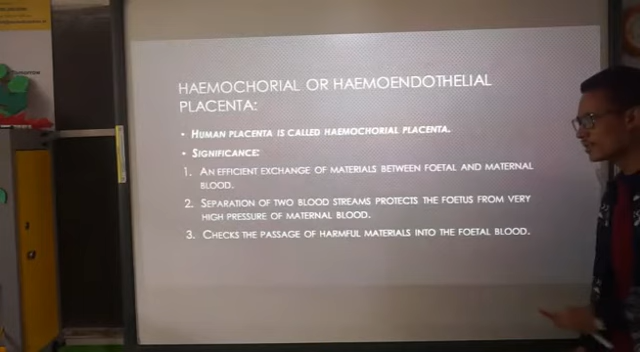 HAEMOCHORIAL OR HAEMOENDOTHELIAL
PLACENTA:
• HUMAN PLACENTA IS CALLED HAEMOCHORIAL PLACENTA.
• SIGNIFICANCE:
1. AN EFFICIENT EXCHANGE OF MATERIALS BETWEEN FOETAL AND MATERNAL
BLOOD.
2. SEPARATION OF TWO BLOOD STREAMS PROTECTS THE FOETUS FROM VERY
HIGH PRESSURE OF MATERNAL BLOOD.
3. CHECKS THE PASSAGE OF HARMFUL MATERIALS INTO THE FOETAL BLOOD.